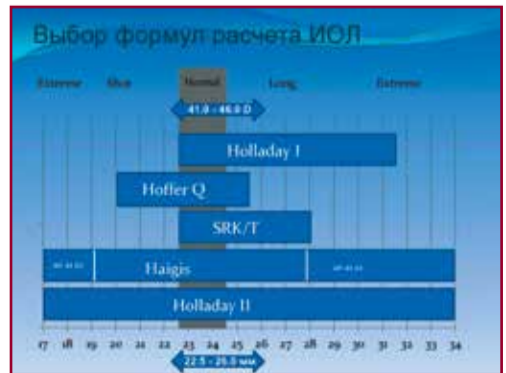 Выбор формул расчета ИОЛ
Extreme Short Normal Long Extreme
41.0 - 46.0 D
Holladay I
Hoffer Q
SRK/T
Haigis
Holladay II
17 18 19 20 21 22 23 24 25 26 27 28 29 30 31 32 33 34
22.5 - 26.0 мм